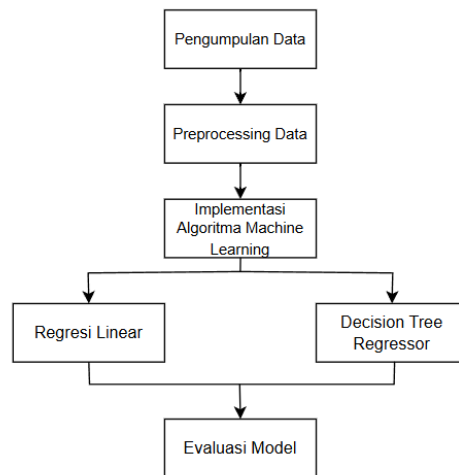 Pengumpulan Data
Preprocessing Data
Implementasi
Algoritma Machine
Learning
Regresi Linear
Decision Tree
Regressor
Evaluasi Model